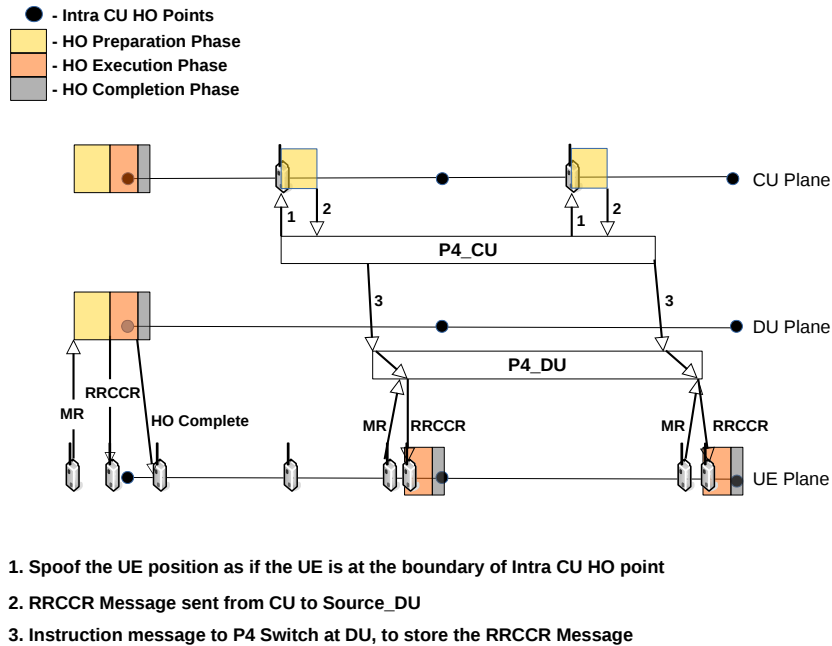 - Intra CU HO Points
- HO Preparation Phase
- HO Execution Phase
- HO Completion Phase
CU Plane
1
2
1
2
P4_CU
3
3
DU Plane
P4_DU
RRCCR
MR
HO Complete
MR
RRCCR
MR
RRCCR
UE Plane
1. Spoof the UE position as if the UE is at the boundary of Intra CU HO point
2. RRCCR Message sent from CU to Source_DU
3. Instruction message to P4 Switch at DU, to store the RRCCR Message